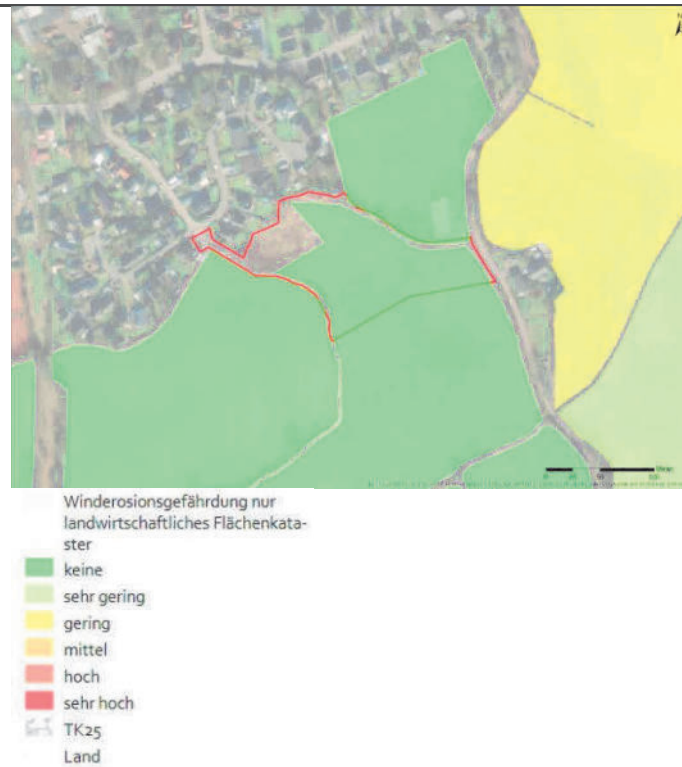 Winderosionsgefährdung nur
landwirtschaftliches Flächenkata-
ster
keine
sehr gering
gering
mittel
hoch
sehr hoch
TK25
Land